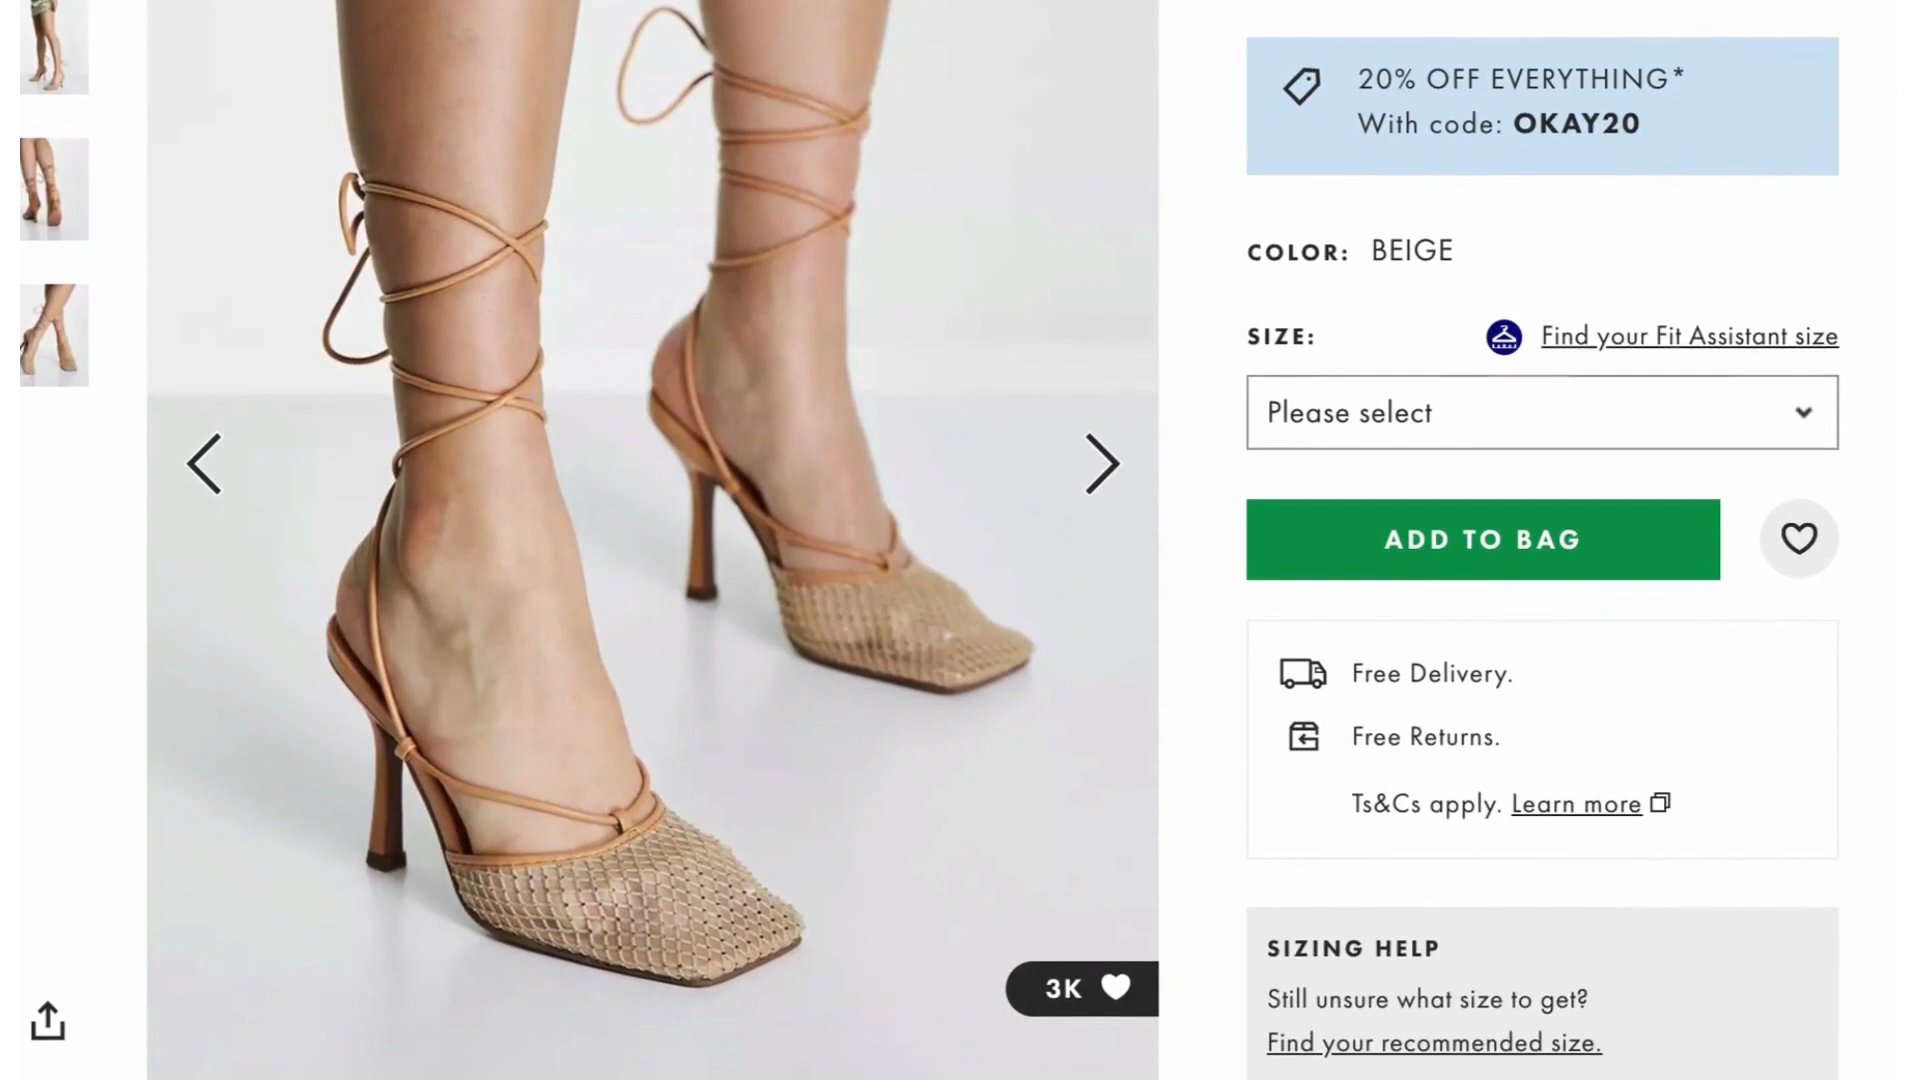 20% OFF EVERYTHING*
With code: OKAY20
COLOR: BEIGE
SIZE:
Find your Fit Assistant size
Please select
ADD TO BAG
Free Delivery.
Free Returns.
Ts&Cs apply. Learn more
3K
SIZING HELP
Still unsure what size to get?
Find your recommended size.